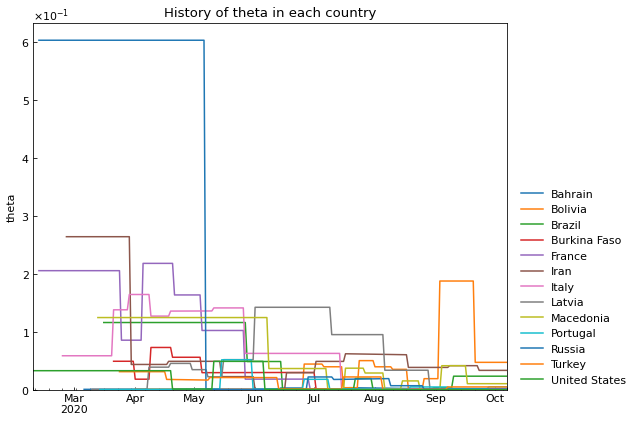 History of theta in each country
×10⁻¹
6
5
4
3
2
1
0
theta
Mar
2020
Apr
May
Jun
Jul
Aug
Sep
Oct
Bahrain
Bolivia
Brazil
Burkina Faso
France
Iran
Italy
Latvia
Macedonia
Portugal
Russia
Turkey
United States